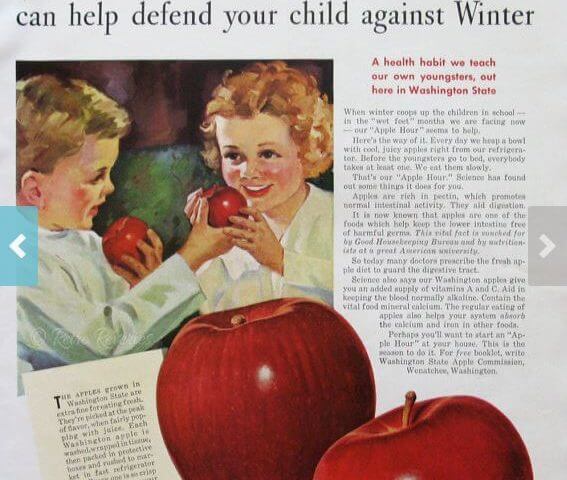 can help defend your child against Winter
A health habit we teach
our own youngsters, out
here in Washington State
When winter coops up the children in school —
in the "wet feet" months we are facing now
— our "Apple Hour" seems to help.
Here's the way of it. Every day we heap a bowl
with cool, juicy apples right from our refrigera-
tor. Before the youngsters go to bed, everybody
takes at least one. We eat them slowly.
That's our "Apple Hour." Science has found
out some things it does for you.
Apples are rich in pectin, which promotes
normal intestinal activity. They aid digestion.
It is now known that apples are one of the
foods which help keep the lower intestine free
of harmful germs. This vital fact is vouched for
by Good Housekeeping Bureau and by nutrition-
ists at a great American university.
So today many doctors prescribe the fresh ap-
ple diet to guard the digestive tract.
Science also says our Washington apples give
you an added supply of vitamins A and C. Aid in
keeping the blood normally alkaline. Contain the
vital food mineral calcium. The regular eating of
apples also helps your system absorb
the calcium and iron in other foods.
Perhaps you'll want to start an "Ap-
ple Hour" at your house. This is the
season to do it. For free booklet, write
Washington State Apple Commission,
Wenatchee, Washington.
© Retro
THE APPLES grown in
Washington State are
extra fine for eating fresh.
They're picked at the peak
of flavor, when fairly pop-
ping with juice. Each
Washington apple is
washed, wrapped in tissue,
then packed in protective
boxes and rushed to mar-
ket in fast refrigerator
one is so crisp